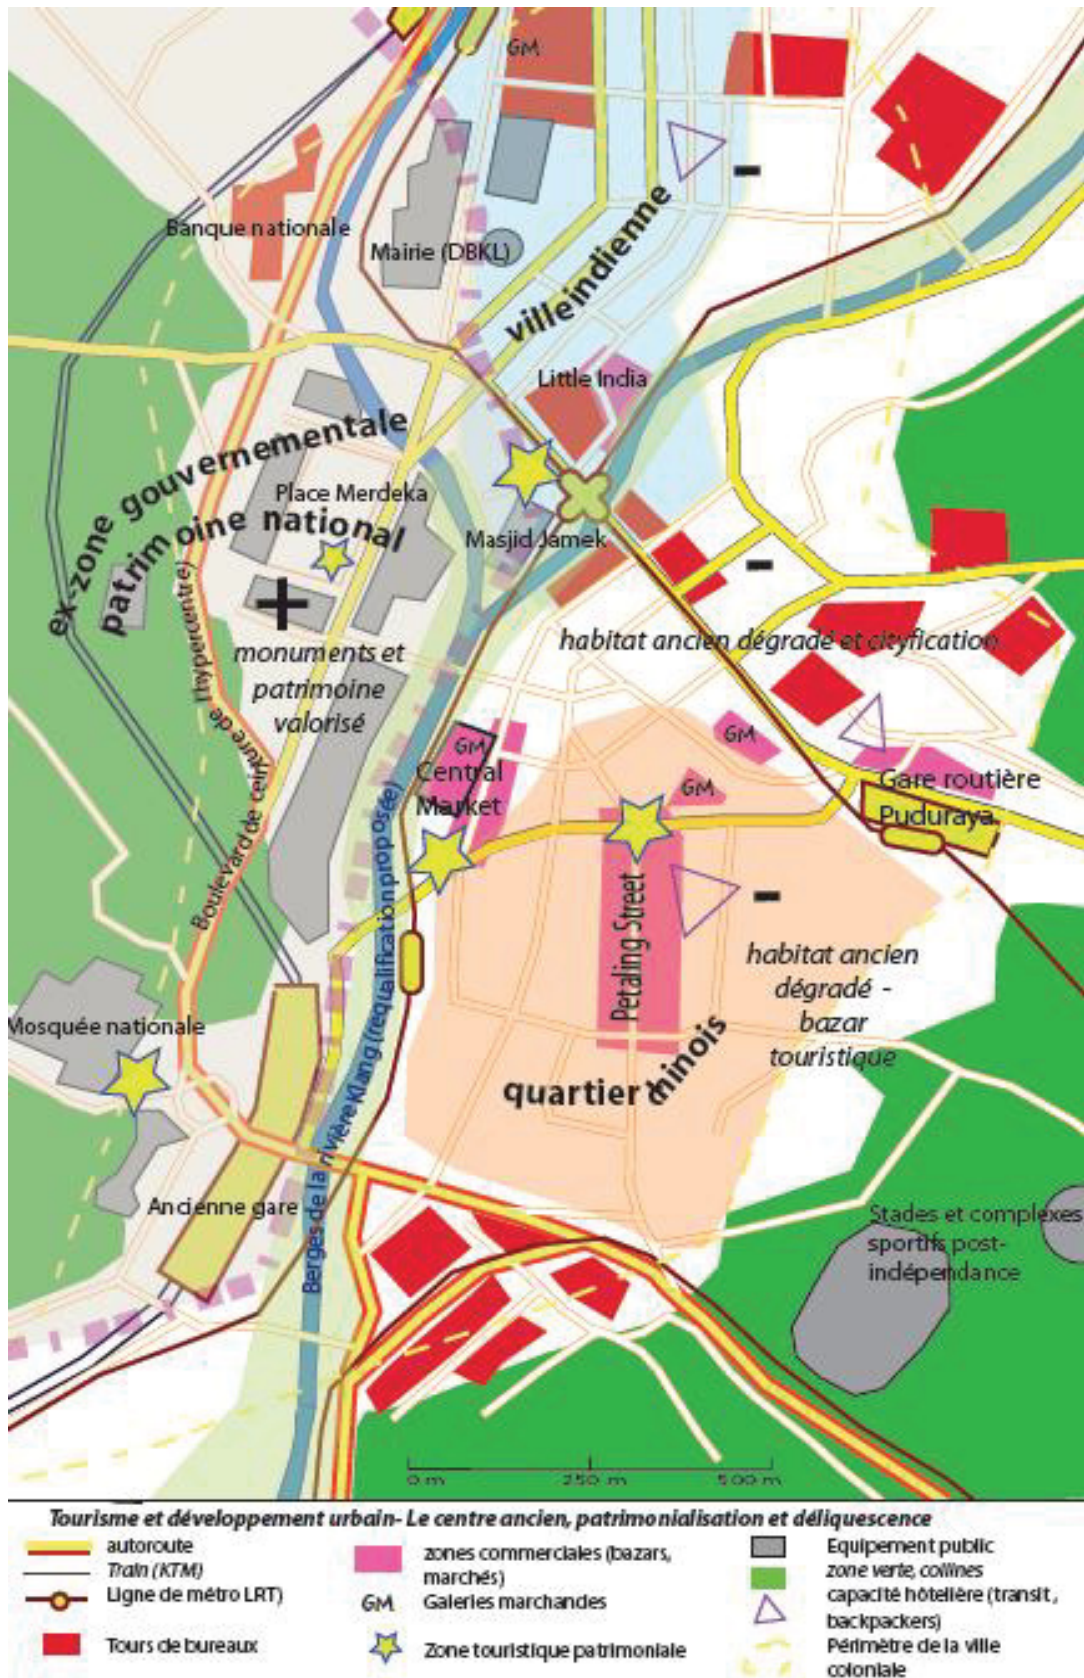 GM
Banque nationale
Mairie (DBKL)
ville indienne
Little India
ex-zone gouvernementale
patrimoine national
Place Merdeka
Masjid Jamek
+
-
-
-
monuments et
patrimoine
valorisé
habitat ancien dégradé et cityfication
Boulevard de ceinture de l'hypercentre)
GM
Central
Market
GM
GM
Gare routière
Puduraya
Petaling Street
habitat ancien
dégradé -
bazar
touristique
quartier chinois
Mosquée nationale
Ancienne gare
Berges de la rivière Klang (requalification proposée)
Stades et complexes
sportifs post-
indépendance
0 m 250 m 500 m
Tourisme et développement urbain- Le centre ancien, patrimonialisation et déliquescence
autoroute
Train (KTM)
Ligne de métro LRT)
Tours de bureaux
zones commerciales (bazars,
marchés)
GM Galeries marchandes
Zone touristique patrimoniale
Equipement public
zone verte, collines
capacité hôtelière (transit,
backpackers)
Périmètre de la ville
coloniale